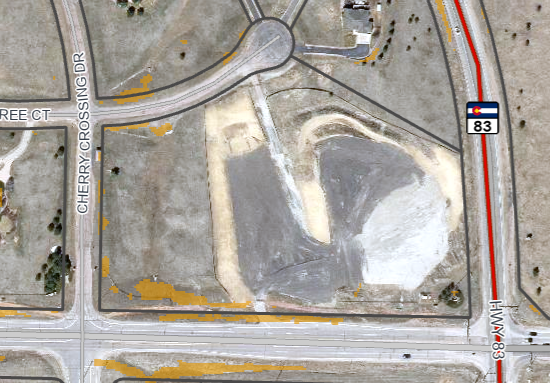 REE CT
CHERRY CROSSING DR
83
HWY 83